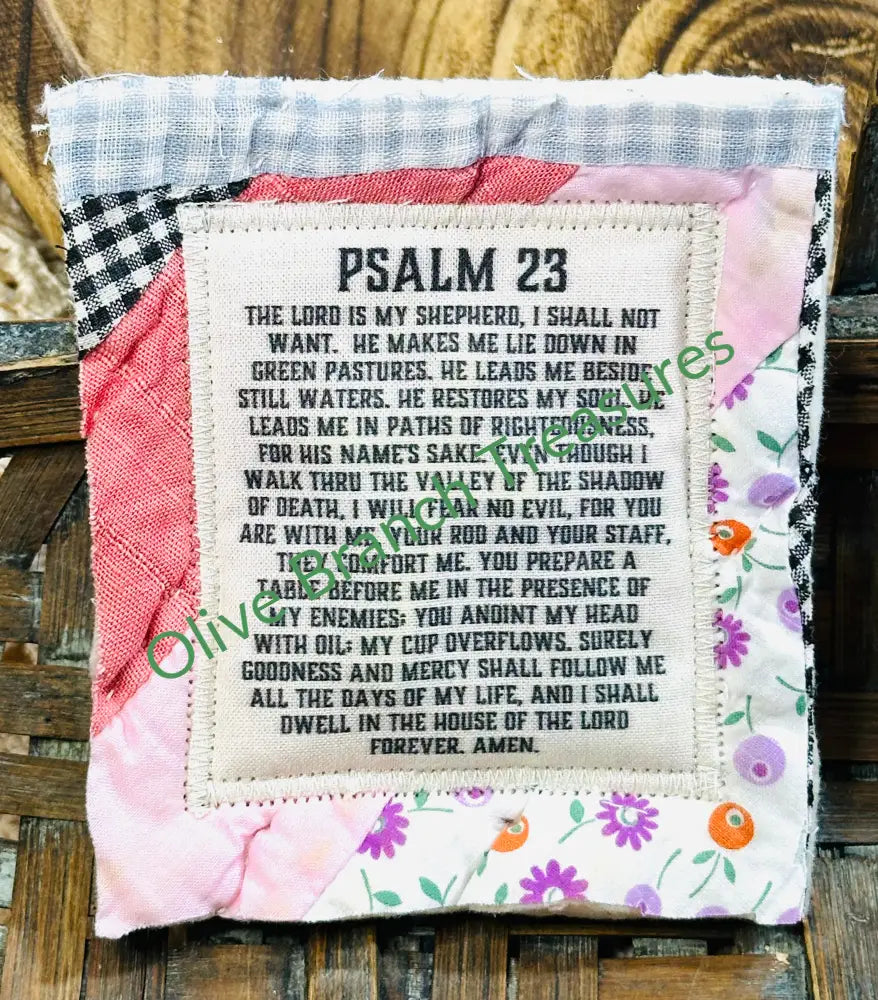 PSALM 23
THE LORD IS MY SHEPHERD, I SHALL NOT
WANT. HE MAKES ME LIE DOWN IN
GREEN PASTURES. HE LEADS ME BESIDE
STILL WATERS. HE RESTORES MY SOUL. HE
LEADS ME IN PATHS OF RIGHTEOUSNESS,
FOR HIS NAME'S SAKE. EVEN THOUGH I
WALK THRU THE VALLEY OF THE SHADOW
OF DEATH, I WILL FEAR NO EVIL, FOR YOU
ARE WITH ME, YOUR ROD AND YOUR STAFF,
THEY COMFORT ME. YOU PREPARE A
TABLE BEFORE ME IN THE PRESENCE OF
MY ENEMIES; YOU ANOINT MY HEAD
WITH OIL; MY CUP OVERFLOWS. SURELY
GOODNESS AND MERCY SHALL FOLLOW ME
ALL THE DAYS OF MY LIFE, AND I SHALL
DWELL IN THE HOUSE OF THE LORD
FOREVER. AMEN.
Olive Branch Treasures